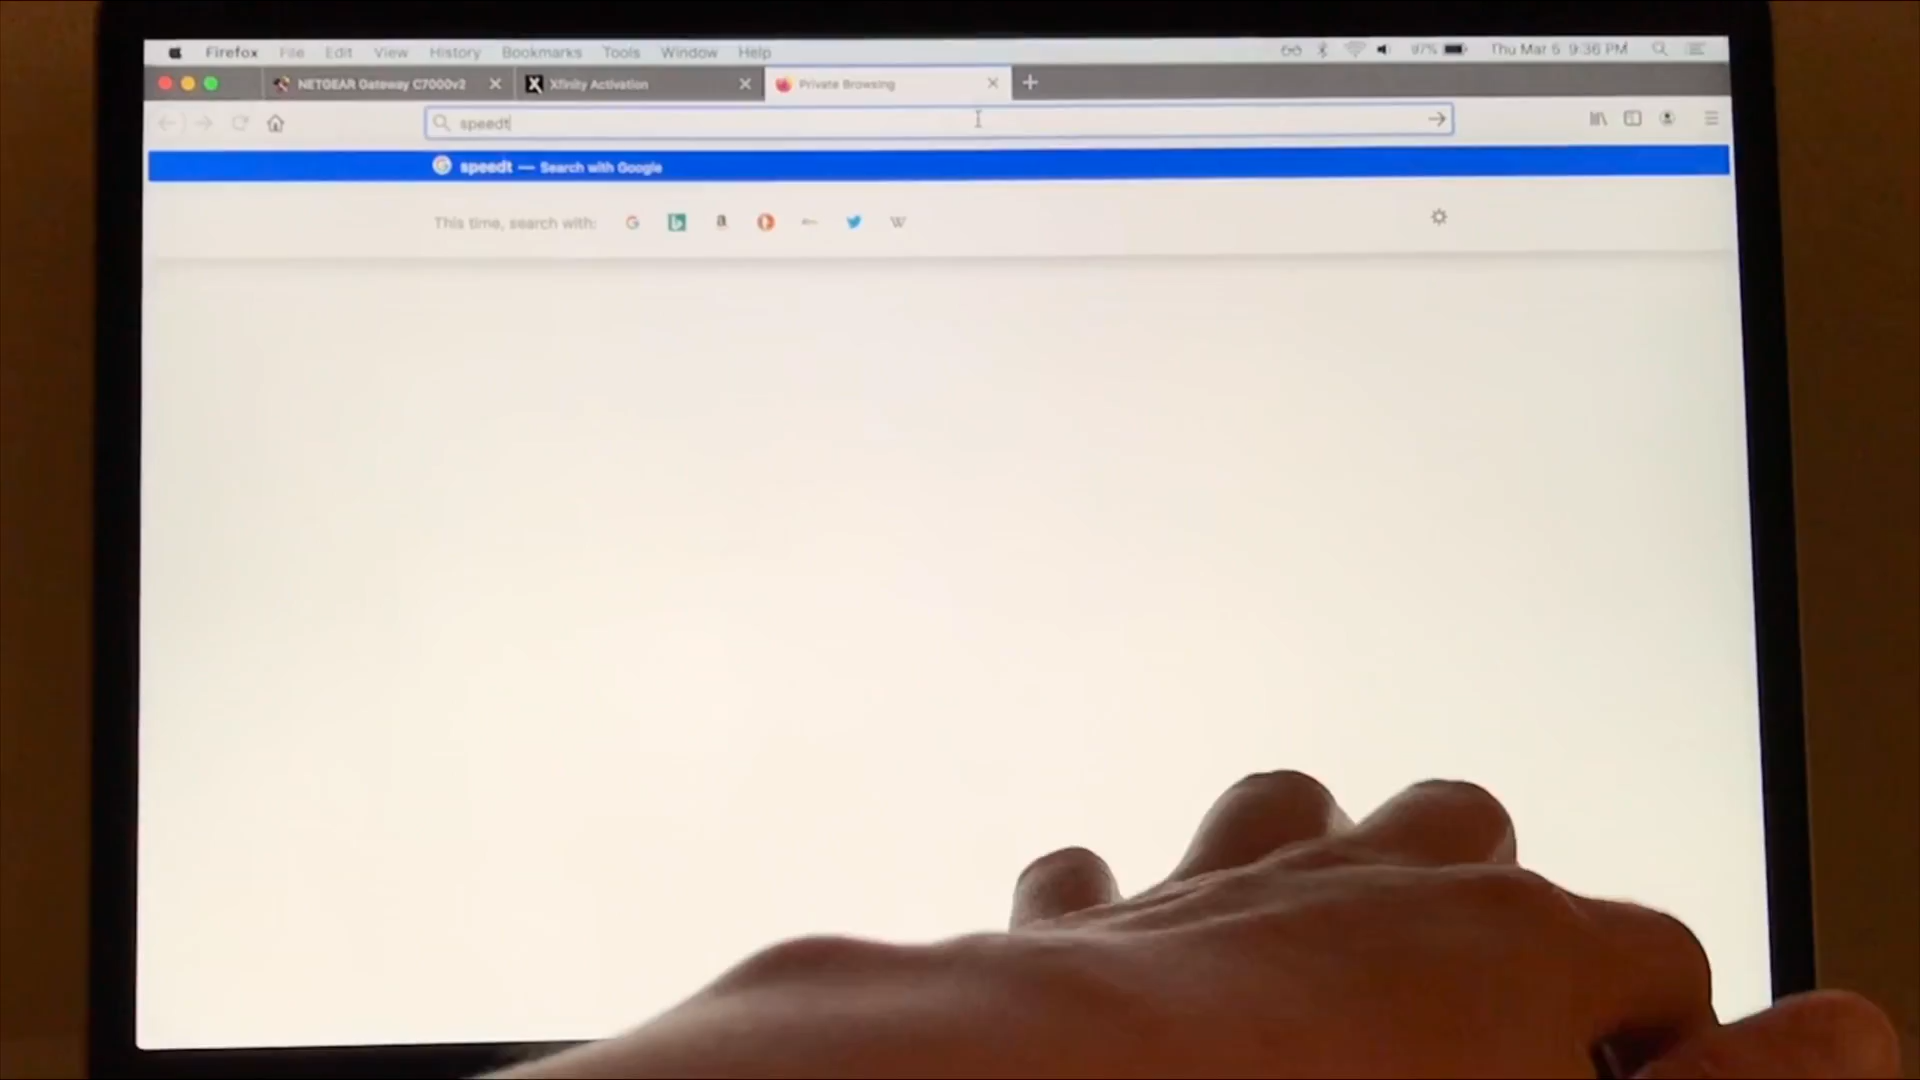 Firefox File Edit View History Bookmarks Tools Window Help 97% Thu Mar 5 9:36 PM
NETGEAR Gateway C7000v2 Xfinity Activation Private Browsing
speedt
speedt — Search with Google
This time, search with: